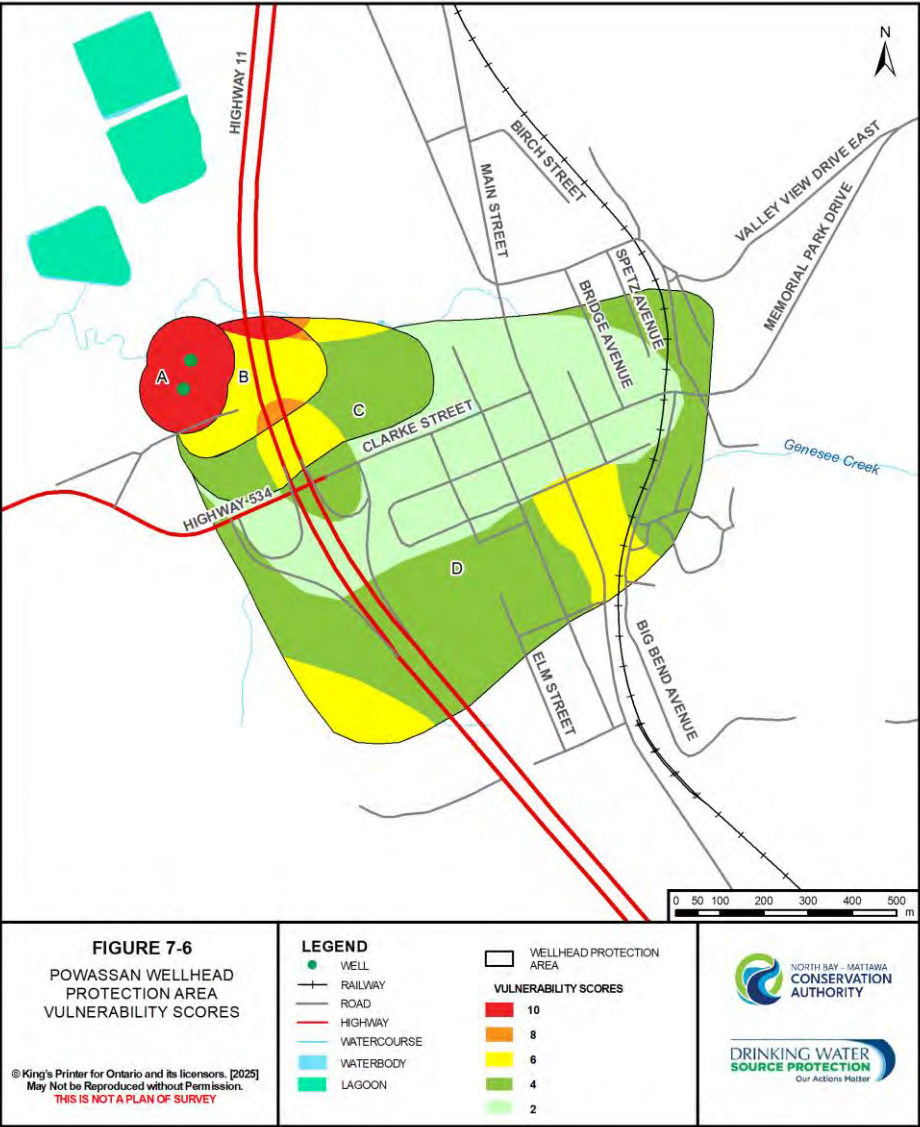 N
HIGHWAY 11
BIRCH STREET
MAIN STREET
VALLEY VIEW DRIVE EAST
MEMORIAL PARK DRIVE
SPETZ AVENUE
BRIDGE AVENUE
A
B
C
CLARKE STREET
Genesee Creek
HIGHWAY 534
D
ELM STREET
BIG BEND AVENUE
0 50 100 200 300 400 500
m
FIGURE 7-6
POWASSAN WELLHEAD
PROTECTION AREA
VULNERABILITY SCORES
© King's Printer for Ontario and its licensors. [2025]
May Not be Reproduced without Permission.
THIS IS NOT A PLAN OF SURVEY
LEGEND
WELL
RAILWAY
ROAD
HIGHWAY
WATERCOURSE
WATERBODY
LAGOON
WELLHEAD PROTECTION
AREA
VULNERABILITY SCORES
10
8
6
4
2
NORTH BAY - MATTAWA
CONSERVATION
AUTHORITY
DRINKING WATER
SOURCE PROTECTION
Our Actions Matter